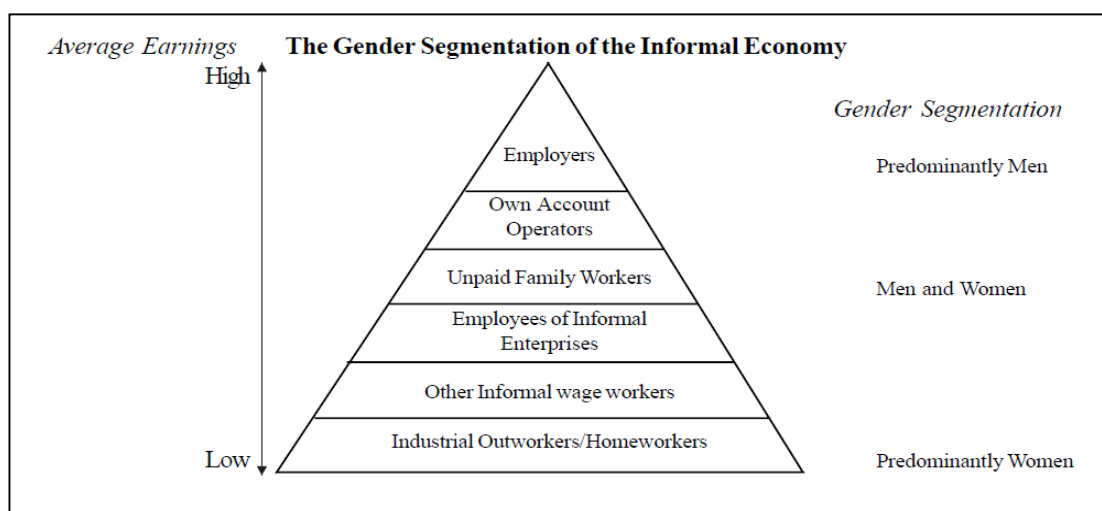 Average Earnings
The Gender Segmentation of the Informal Economy
High
Gender Segmentation
Employers
Predominantly Men
Own Account
Operators
Unpaid Family Workers
Men and Women
Employees of Informal
Enterprises
Other Informal wage workers
Industrial Outworkers/Homeworkers
Low
Predominantly Women